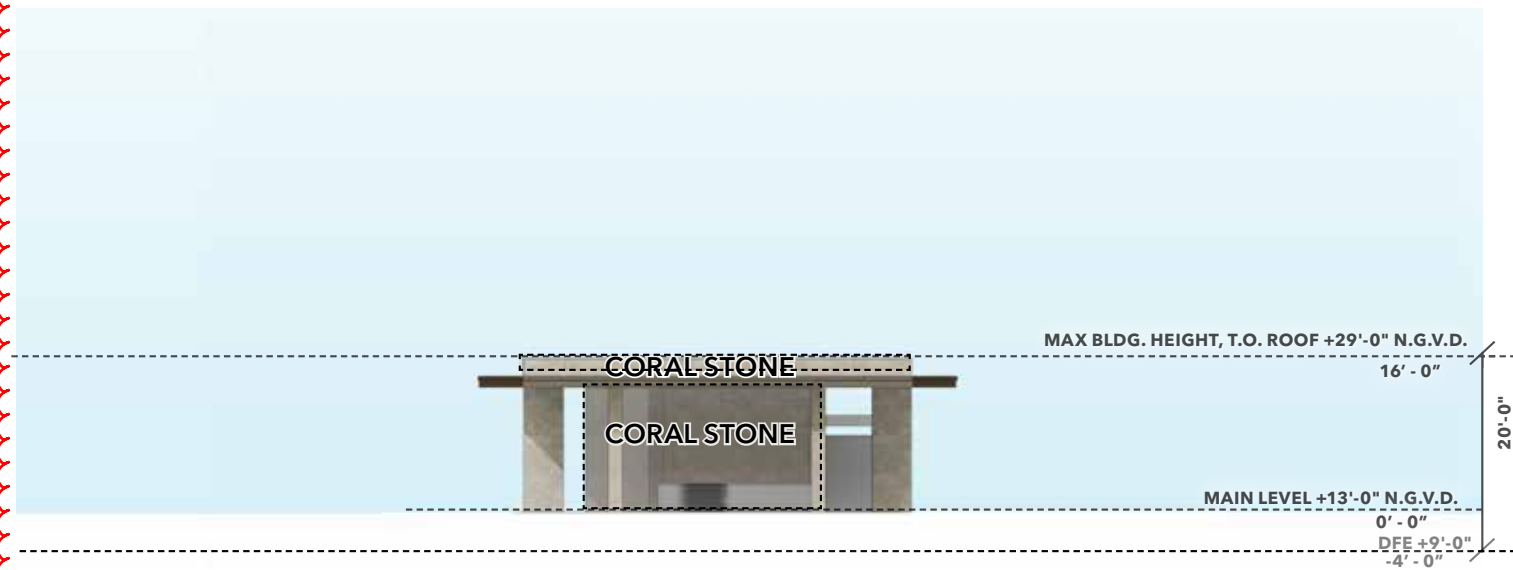 MAX BLDG. HEIGHT, T.O. ROOF +29'-0" N.G.V.D.
16' - 0"
CORAL STONE
CORAL STONE
20'-0"
MAIN LEVEL +13'-0" N.G.V.D.
0' - 0"
DFE +9'-0"
-4' - 0"